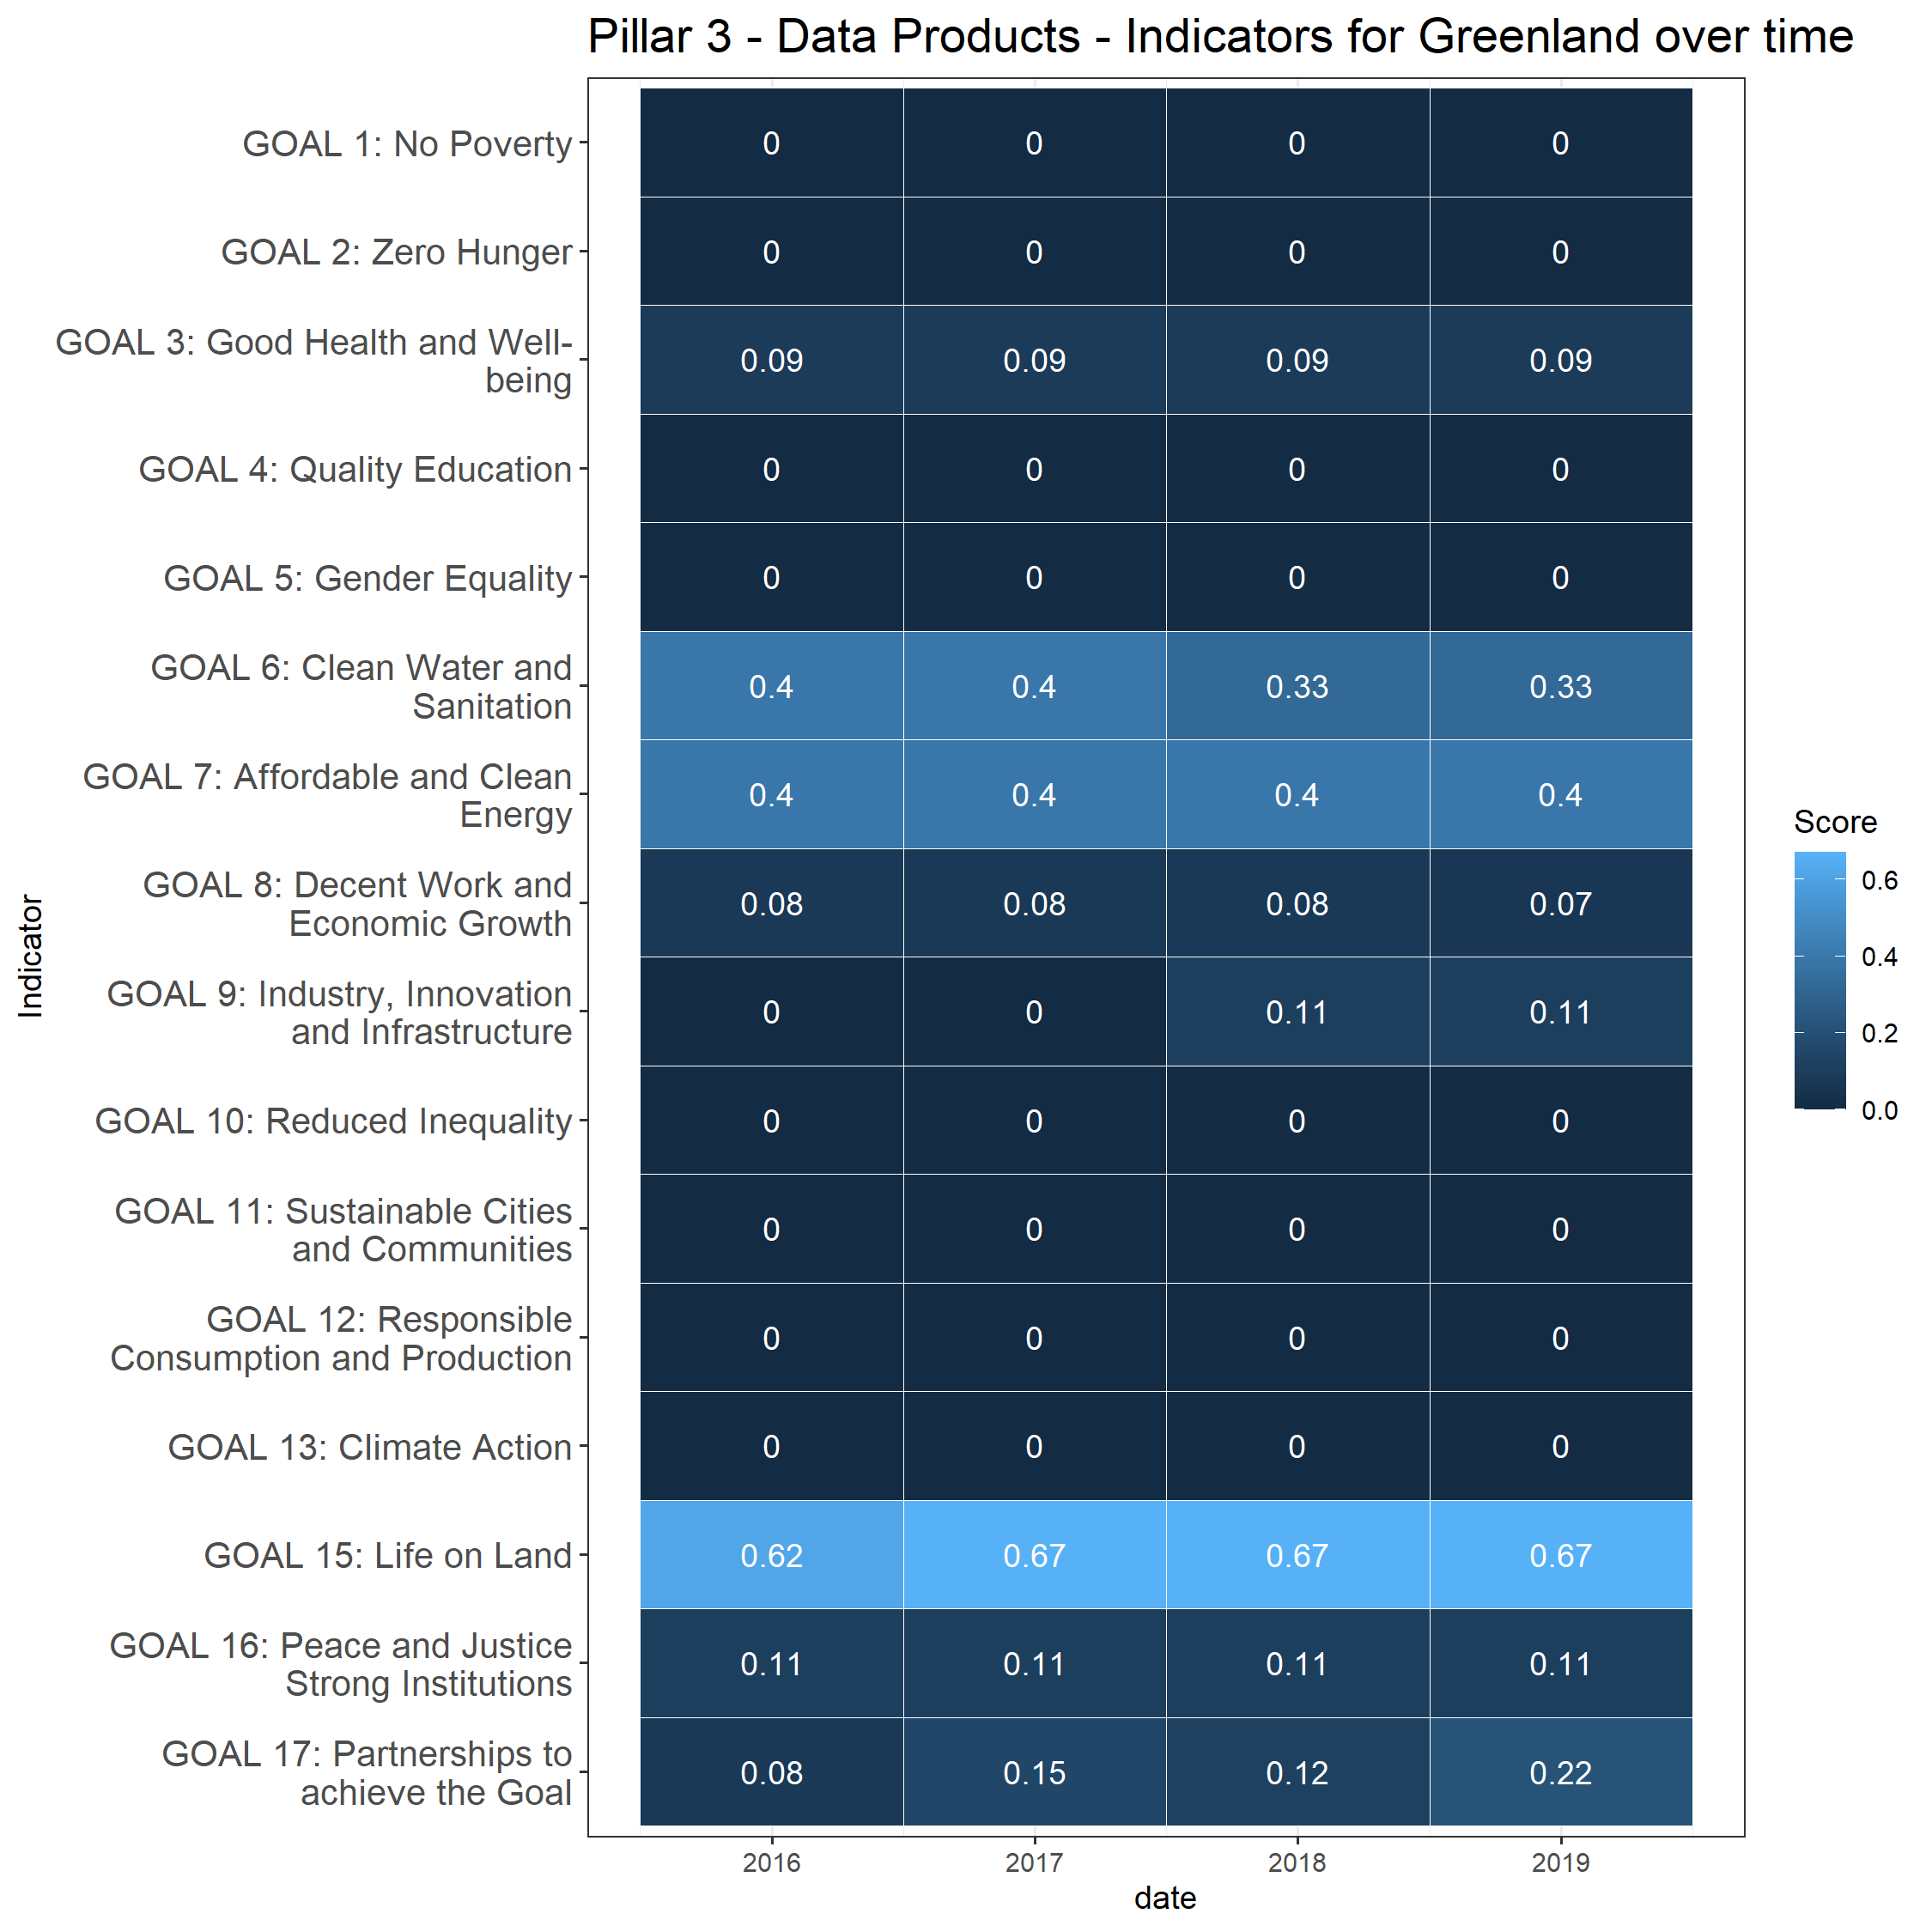 Pillar 3 - Data Products - Indicators for Greenland over time
GOAL 1: No Poverty
0 0 0 0
GOAL 2: Zero Hunger
0 0 0 0
GOAL 3: Good Health and Well-
being
0.09 0.09 0.09 0.09
GOAL 4: Quality Education
0 0 0 0
GOAL 5: Gender Equality
0 0 0 0
GOAL 6: Clean Water and
Sanitation
0.4 0.4 0.33 0.33
GOAL 7: Affordable and Clean
Energy
0.4 0.4 0.4 0.4
GOAL 8: Decent Work and
Economic Growth
0.08 0.08 0.08 0.07
GOAL 9: Industry, Innovation
and Infrastructure
0 0 0.11 0.11
GOAL 10: Reduced Inequality
0 0 0 0
GOAL 11: Sustainable Cities
and Communities
0 0 0 0
GOAL 12: Responsible
Consumption and Production
0 0 0 0
GOAL 13: Climate Action
0 0 0 0
GOAL 15: Life on Land
0.62 0.67 0.67 0.67
GOAL 16: Peace and Justice
Strong Institutions
0.11 0.11 0.11 0.11
GOAL 17: Partnerships to
achieve the Goal
0.08 0.15 0.12 0.22
2016 2017 2018 2019
date
Indicator
Score
0.6
0.4
0.2
0.0